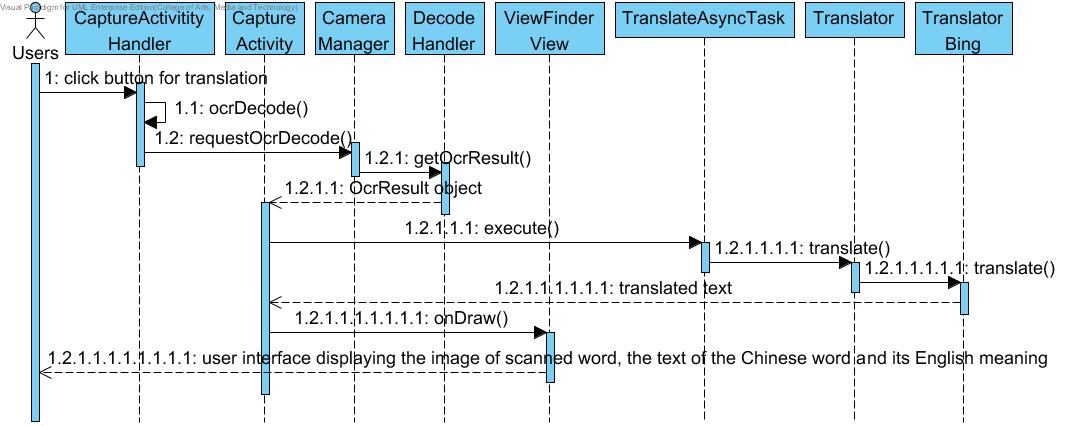 Visual Paradigm for UML Enterprise Edition(College of Arts, Media and Technology)
Users
CaptureActivitity
Handler
Capture
Activity
Camera
Manager
Decode
Handler
ViewFinder
View
TranslateAsyncTask
Translator
Translator
Bing
1: click button for translation
1.1: ocrDecode()
1.2: requestOcrDecode()
1.2.1: getOcrResult()
1.2.1.1: OcrResult object
1.2.1.1.1: execute()
1.2.1.1.1.1: translate()
1.2.1.1.1.1.1: translate()
1.2.1.1.1.1.1.1: translated text
1.2.1.1.1.1.1.1.1: onDraw()
1.2.1.1.1.1.1.1.1.1: user interface displaying the image of scanned word, the text of the Chinese word and its English meaning